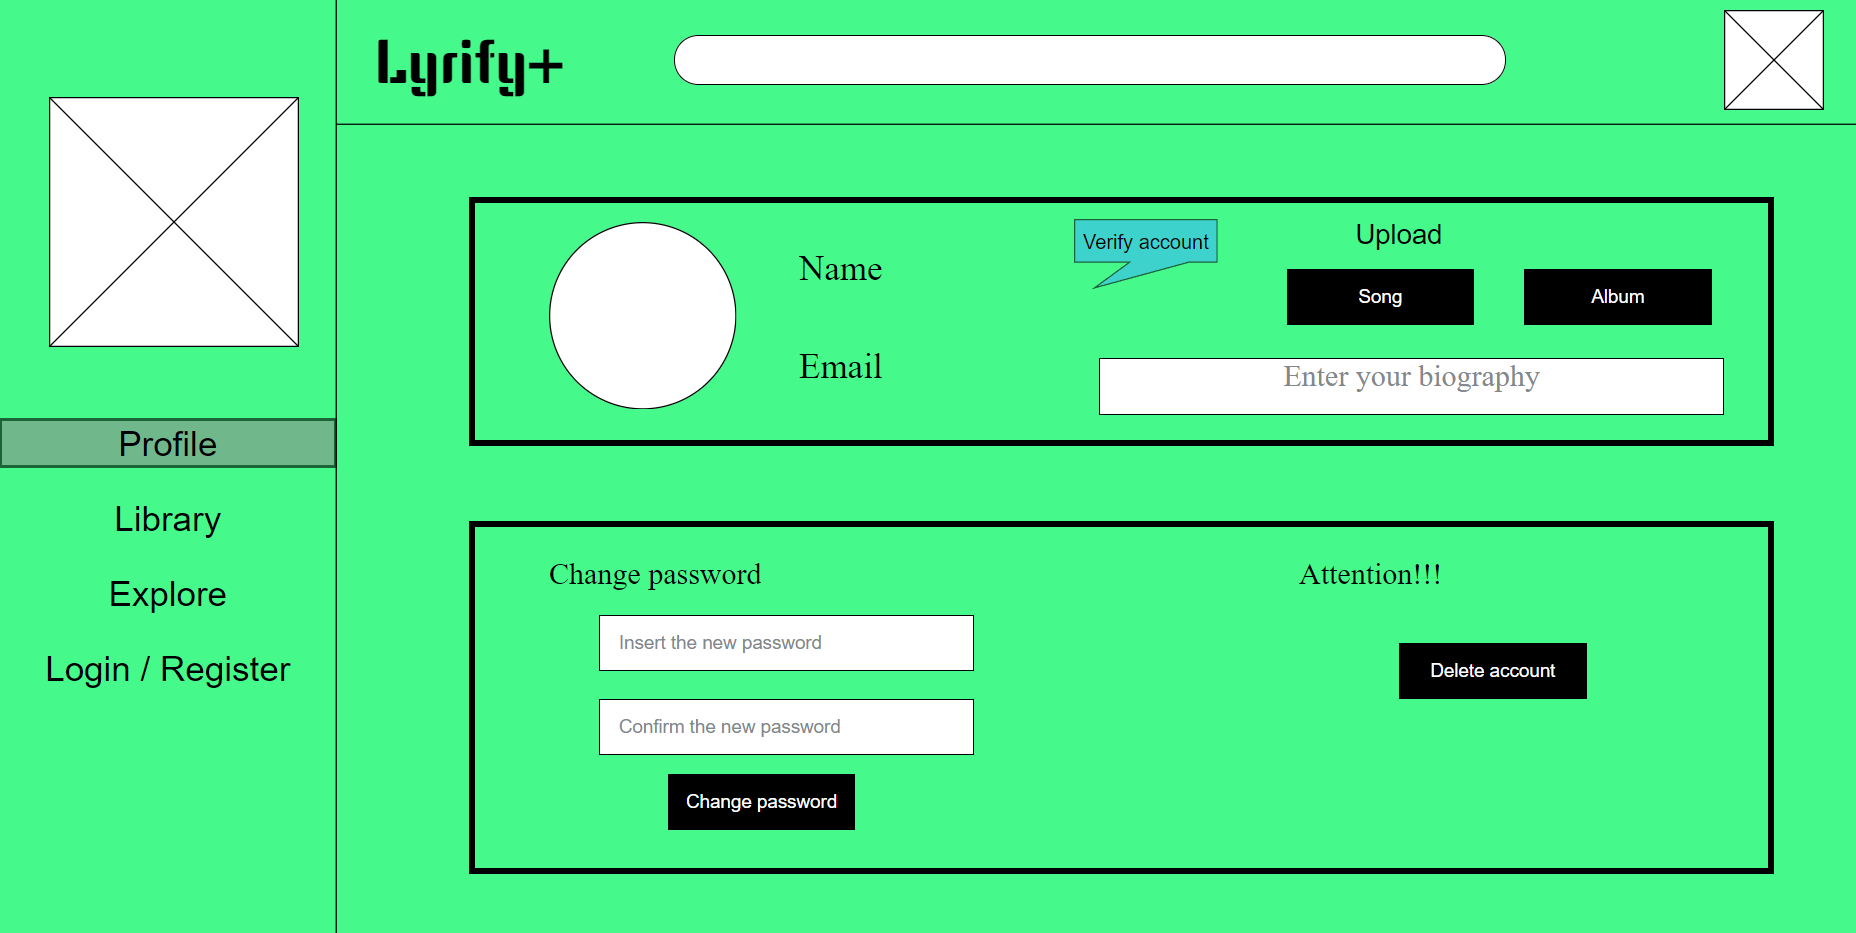 Lyrify+
Profile
Library
Explore
Login / Register
Name
Email
Verify account
Upload
Song
Album
Enter your biography
Change password
Insert the new password
Confirm the new password
Change password
Attention!!!
Delete account